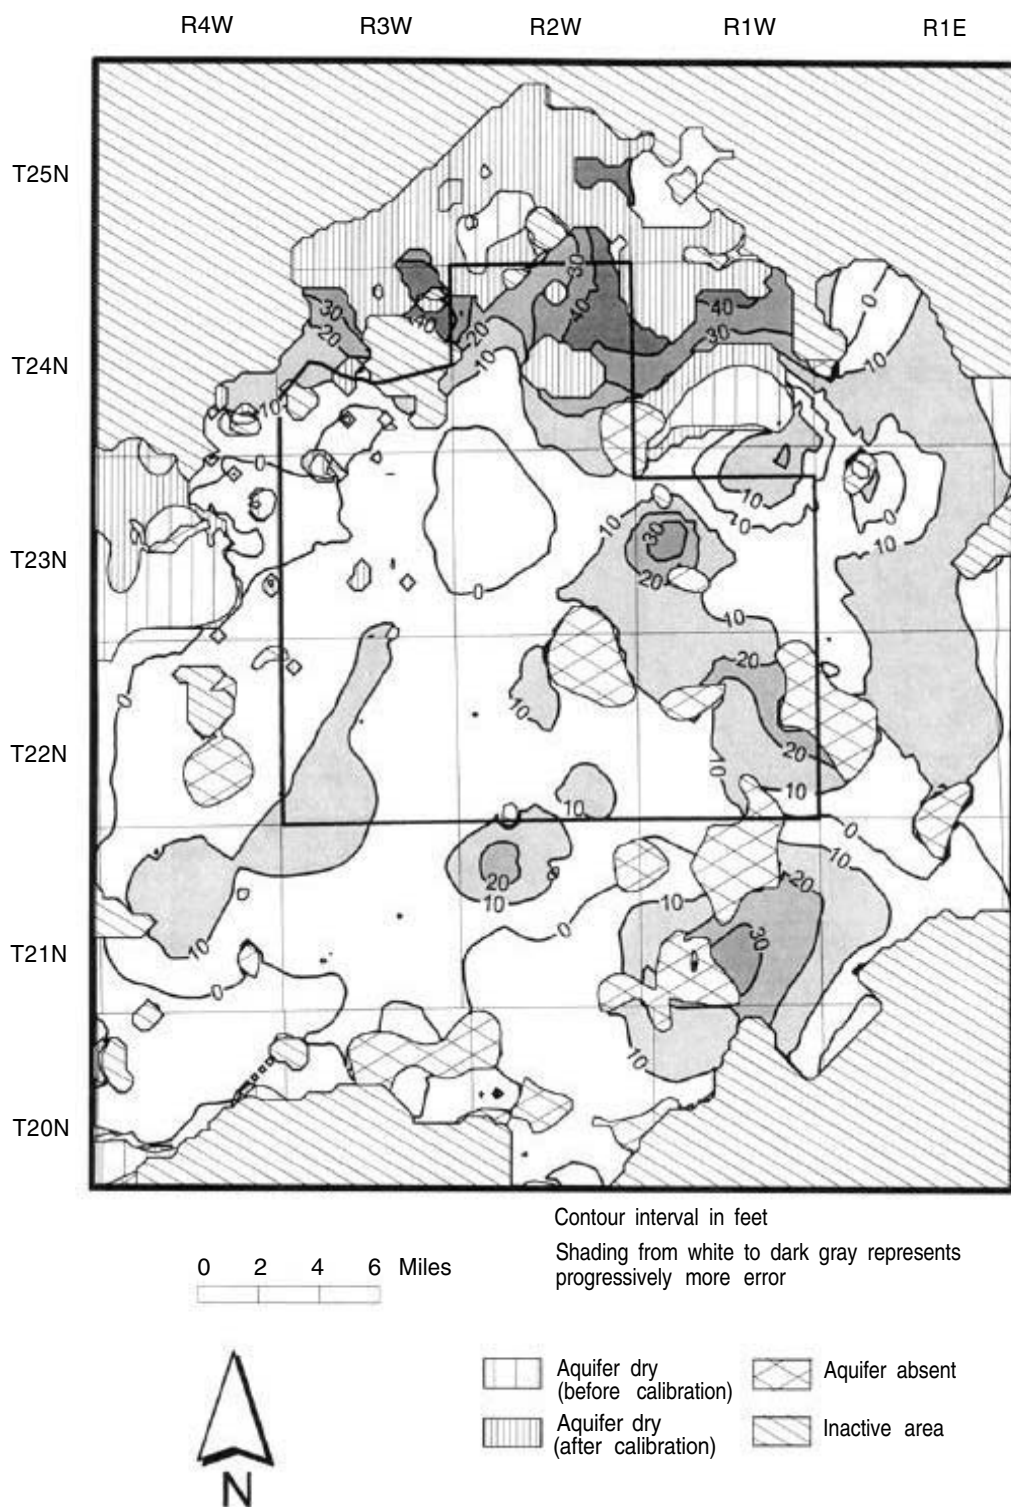 R4W R3W R2W R1W R1E
T25N
T24N
T23N
T22N
T21N
T20N
30
40
30
20
40
20
40
30
10
0
10
10
0
10
0
10
0
10
30
20
0
10
20
10
0
20
10
10
10
0
10
20
20
10
10
0
30
10
0
10
Contour interval in feet
Shading from white to dark gray represents
progressively more error
0 2 4 6 Miles
N
Aquifer dry
(before calibration)
Aquifer absent
Aquifer dry
(after calibration)
Inactive area